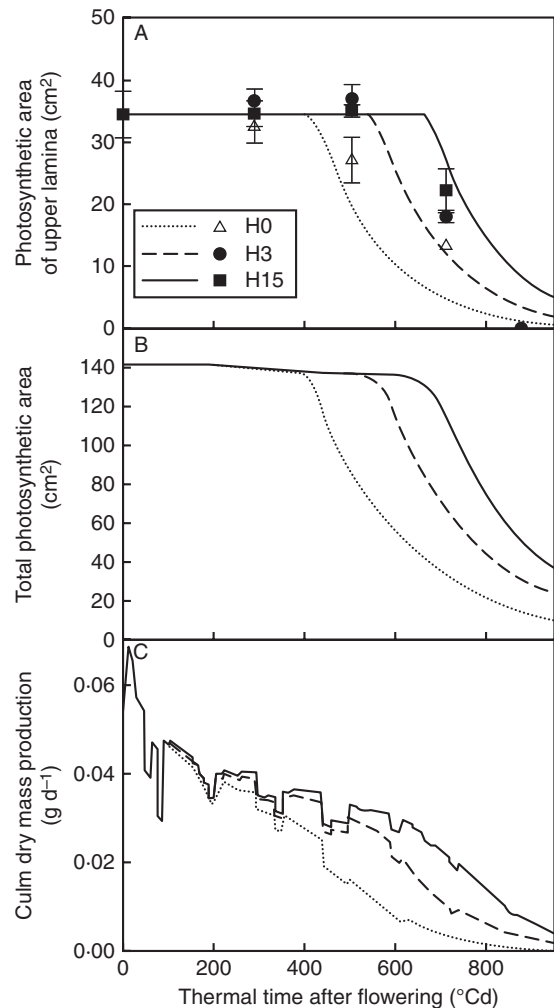 A
50
40
30
20
10
0
Photosynthetic area
of upper lamina (cm²)
H0
H3
H15
B
140
120
100
80
60
40
20
0
Total photosynthetic area
(cm²)
C
0·06
0·04
0·02
0·00
Culm dry mass production
(g d⁻¹)
0 200 400 600 800
Thermal time after flowering (°Cd)